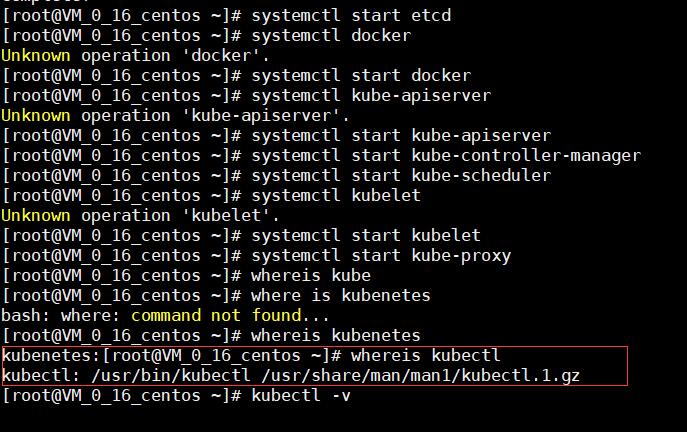 [root@VM_0_16_centos ~]# systemctl start etcd
[root@VM_0_16_centos ~]# systemctl docker
Unknown operation 'docker'.
[root@VM_0_16_centos ~]# systemctl start docker
[root@VM_0_16_centos ~]# systemctl kube-apiserver
Unknown operation 'kube-apiserver'.
[root@VM_0_16_centos ~]# systemctl start kube-apiserver
[root@VM_0_16_centos ~]# systemctl start kube-controller-manager
[root@VM_0_16_centos ~]# systemctl start kube-scheduler
[root@VM_0_16_centos ~]# systemctl kubelet
Unknown operation 'kubelet'.
[root@VM_0_16_centos ~]# systemctl start kubelet
[root@VM_0_16_centos ~]# systemctl start kube-proxy
[root@VM_0_16_centos ~]# whereis kube
[root@VM_0_16_centos ~]# where is kubenetes
bash: where: command not found...
[root@VM_0_16_centos ~]# whereis kubenetes
kubenetes:[root@VM_0_16_centos ~]# whereis kubectl
kubectl: /usr/bin/kubectl /usr/share/man/man1/kubectl.1.gz
[root@VM_0_16_centos ~]# kubectl -v